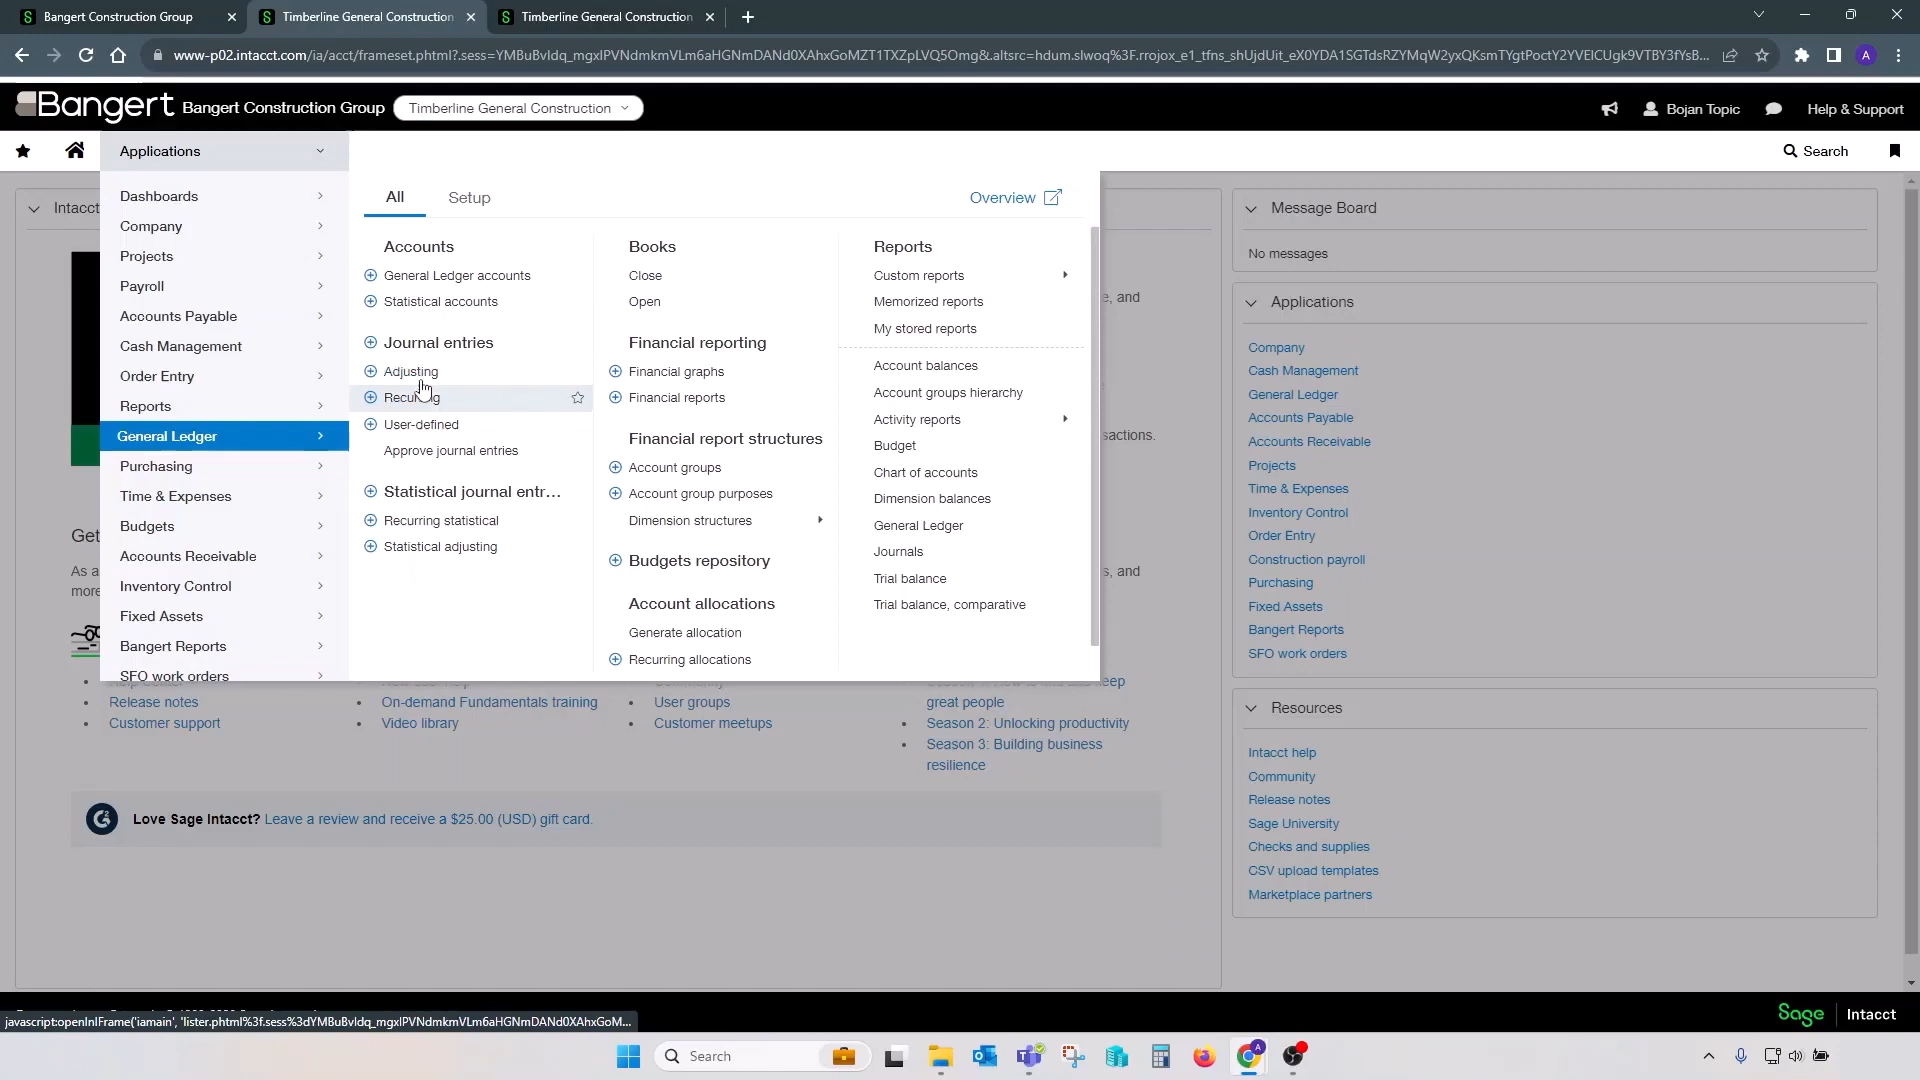 Bangert Construction Group
Timberline General Construction
Timberline General Construction
www-p02.intacct.com/ia/acct/frameset.phtml?.sess=YMBuBvIdq_mgxIPVNdmkmVLm6aHGNmDANd0XAhxGoMZT1TXZpLVQ5Omg&.altsrc=hdum.slwoq%3F.rrojox_e1_tfns_shUjdUit_eX0YDA1SGTdsRZYMqW2yxQKsmTYgtPoctY2YVElCUgk9VTBY3fYsB...
A
Bangert Bangert Construction Group Timberline General Construction
Bojan Topic
Help & Support
Applications
Search
Dashboards
Company
Projects
Payroll
Accounts Payable
Cash Management
Order Entry
Reports
General Ledger
Purchasing
Time & Expenses
Budgets
Accounts Receivable
Inventory Control
Fixed Assets
Bangert Reports
SFO work orders
All Setup Overview
Accounts
General Ledger accounts
Statistical accounts
Journal entries
Adjusting
Recurring
User-defined
Approve journal entries
Statistical journal entr...
Recurring statistical
Statistical adjusting
Books
Close
Open
Financial reporting
Financial graphs
Financial reports
Financial report structures
Account groups
Account group purposes
Dimension structures
Budgets repository
Account allocations
Generate allocation
Recurring allocations
Reports
Custom reports
Memorized reports
My stored reports
Account balances
Account groups hierarchy
Activity reports
Budget
Chart of accounts
Dimension balances
General Ledger
Journals
Trial balance
Trial balance, comparative
Intacct
e, and
actions.
Get
As a
more
s, and
eep
Release notes
Customer support
On-demand Fundamentals training
Video library
User groups
Customer meetups
great people
Season 2: Unlocking productivity
Season 3: Building business
resilience
Love Sage Intacct? Leave a review and receive a $25.00 (USD) gift card.
Message Board
No messages
Applications
Company
Cash Management
General Ledger
Accounts Payable
Accounts Receivable
Projects
Time & Expenses
Inventory Control
Order Entry
Construction payroll
Purchasing
Fixed Assets
Bangert Reports
SFO work orders
Resources
Intacct help
Community
Release notes
Sage University
Checks and supplies
CSV upload templates
Marketplace partners
javascript:openInIFrame('iamain', 'lister.phtml%3f.sess%3dYMBuBvIdq_mgxIPVNdmkmVLm6aHGNmDANd0XAhxGoM...
Sage Intacct
Search